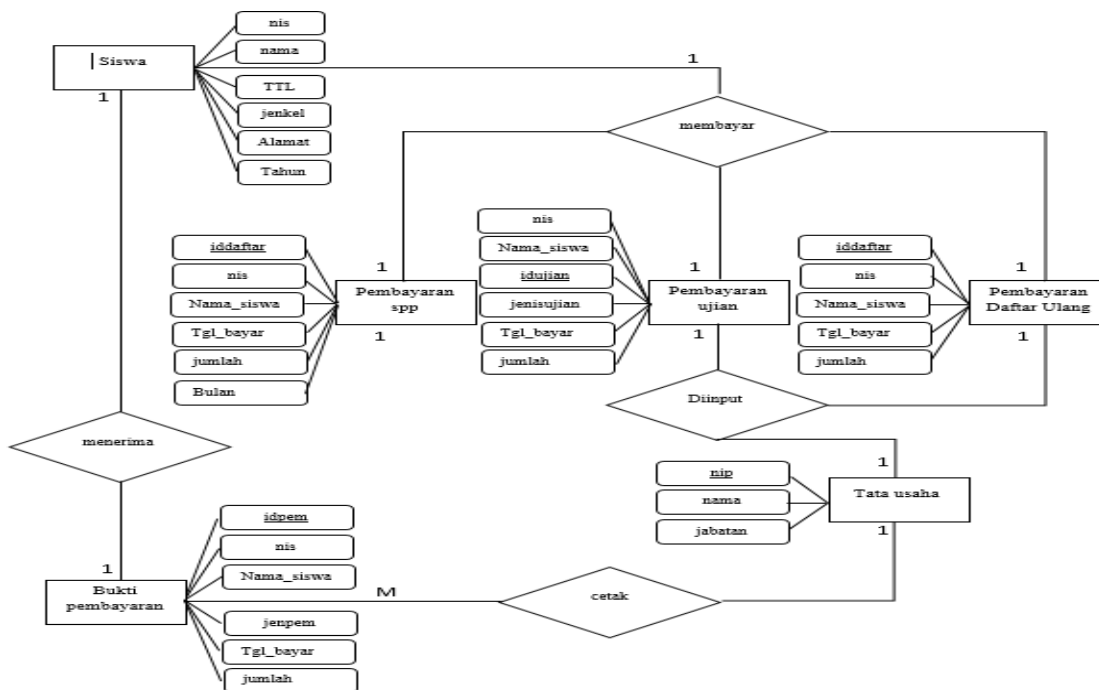 nis
nama
Siswa
TTL
jenkel
Alamat
Tahun
1
1
membayar
iddaftar
nis
Nama_siswa
Tgl_bayar
jumlah
Bulan
1
Pembayaran
spp
1
nis
Nama_siswa
idujian
jenisujian
Tgl_bayar
jumlah
1
Pembayaran
ujian
1
iddaftar
nis
Nama_siswa
Tgl_bayar
jumlah
1
Pembayaran
Daftar Ulang
1
Diinput
menerima
1
nip
nama
jabatan
Tata usaha
1
idpem
nis
Nama_siswa
1
Bukti
pembayaran
M
cetak
jenpem
Tgl_bayar
jumlah